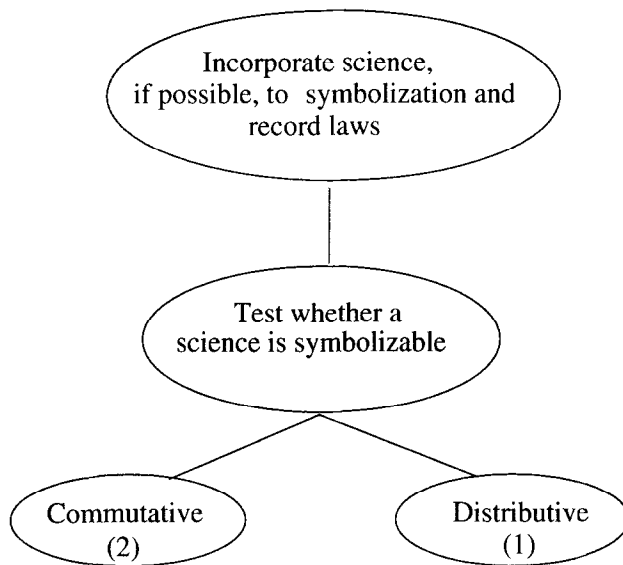 Incorporate science,
if possible, to symbolization and
record laws
Test whether a
science is symbolizable
Commutative
(2)
Distributive
(1)